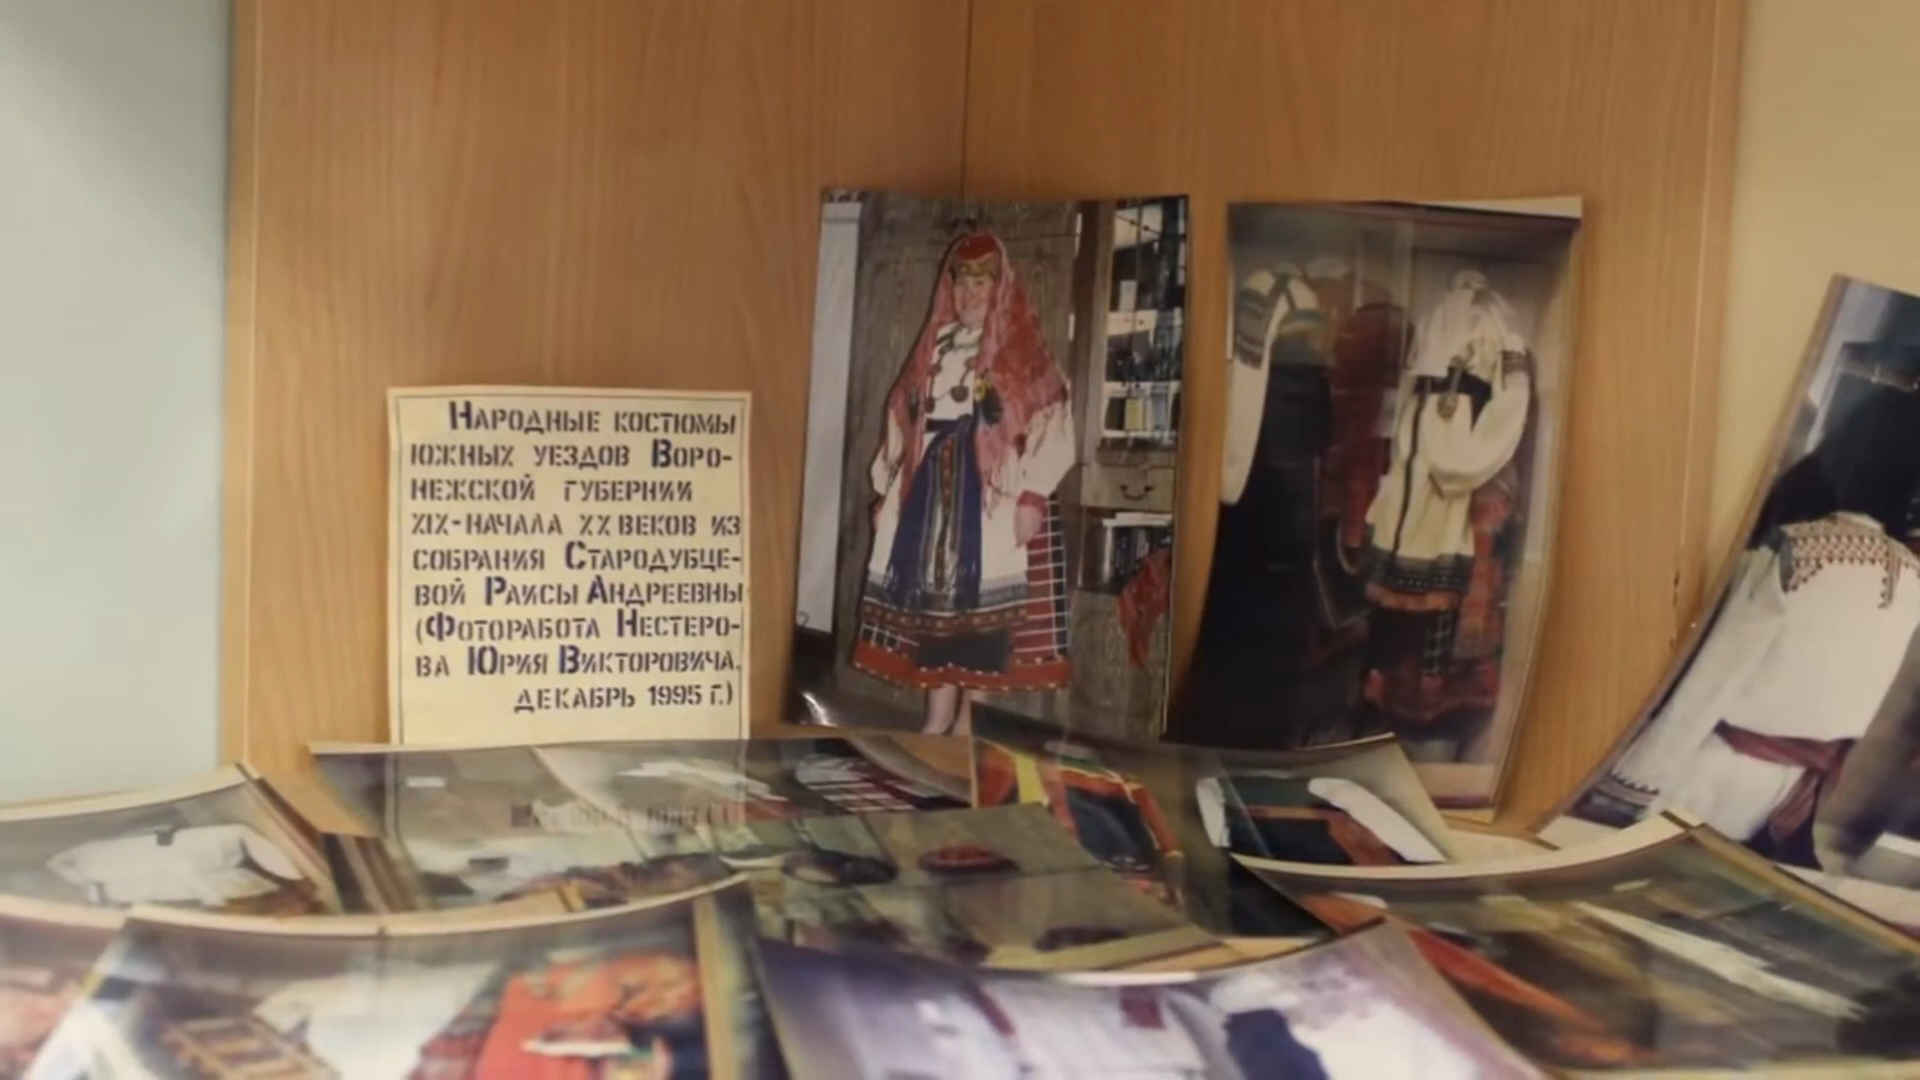 Народные костюмы
южных уездов Воро-
нежской губернии
XIX-начала XX веков из
собрания Стародубце-
вой Раисы Андреевны
(Фоторабота Нестеро-
ва Юрия Викторовича.
декабрь 1995 г.)